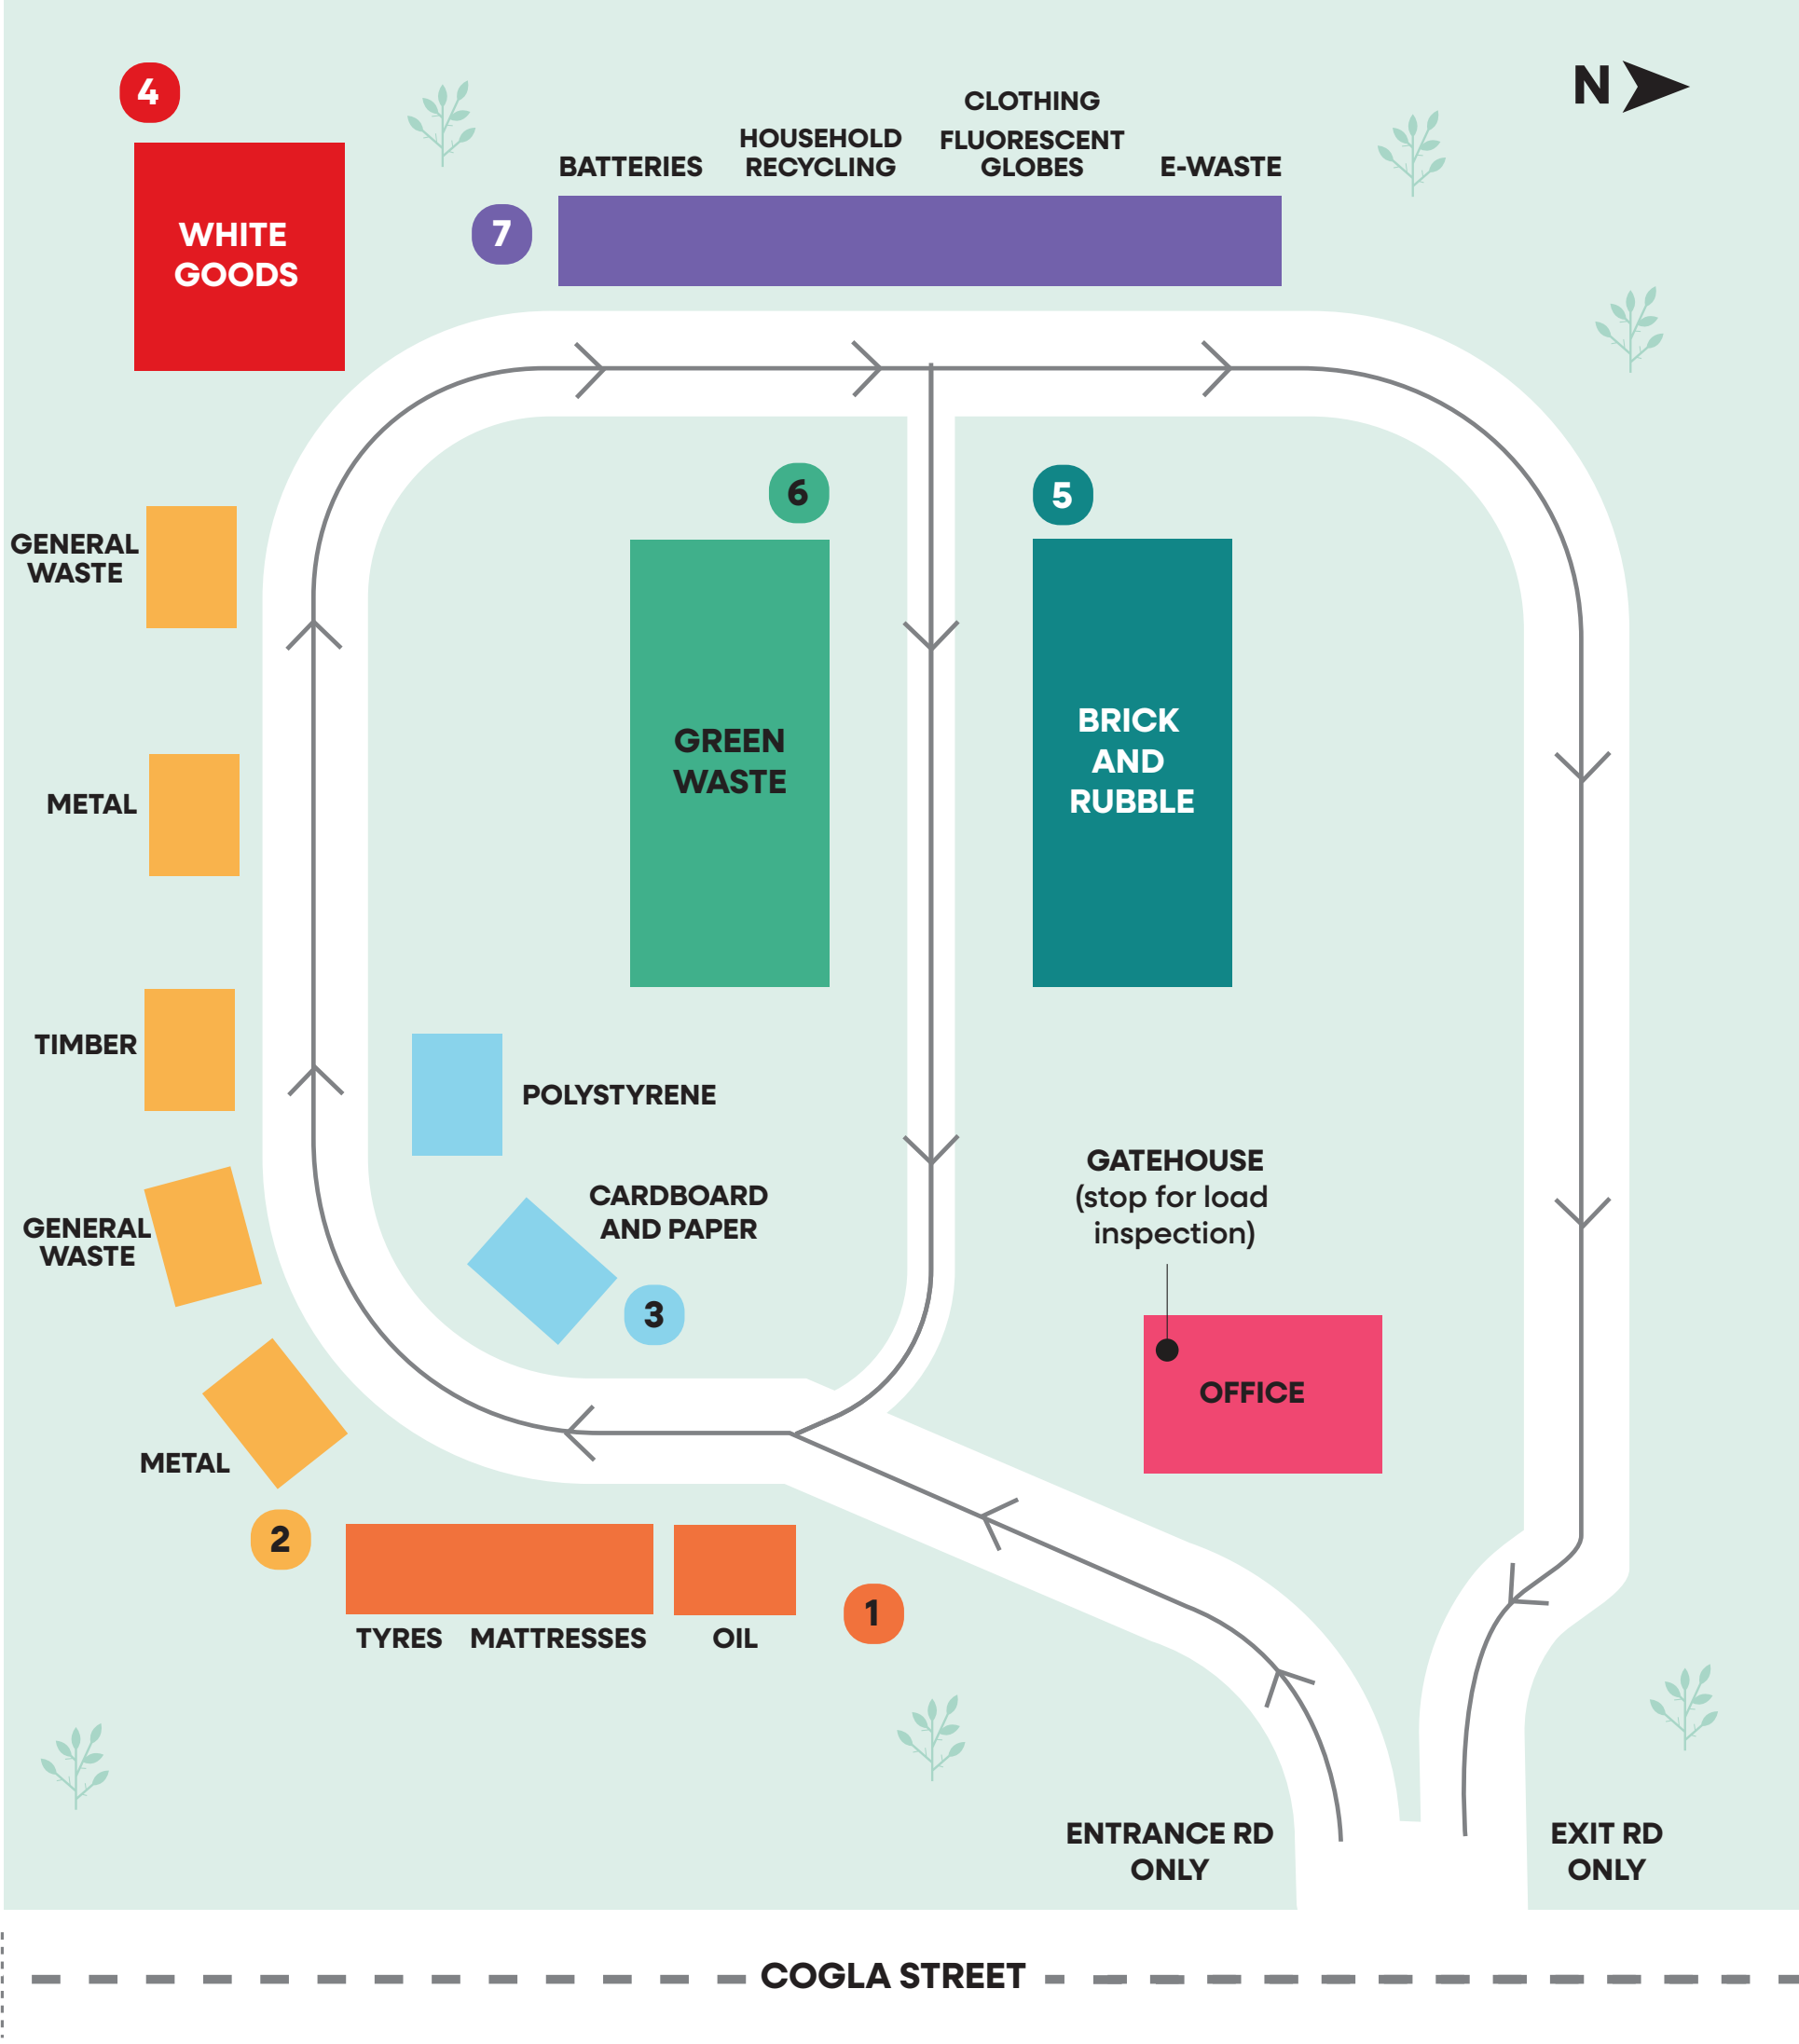 4
N
CLOTHING
HOUSEHOLD
RECYCLING
FLUORESCENT
GLOBES
BATTERIES
E-WASTE
WHITE
GOODS
7
6
5
GENERAL
WASTE
GREEN
WASTE
BRICK
AND
RUBBLE
METAL
TIMBER
POLYSTYRENE
GATEHOUSE
(stop for load
inspection)
CARDBOARD
AND PAPER
GENERAL
WASTE
3
OFFICE
METAL
2
1
TYRES
MATTRESSES
OIL
ENTRANCE RD
ONLY
EXIT RD
ONLY
COGLA STREET